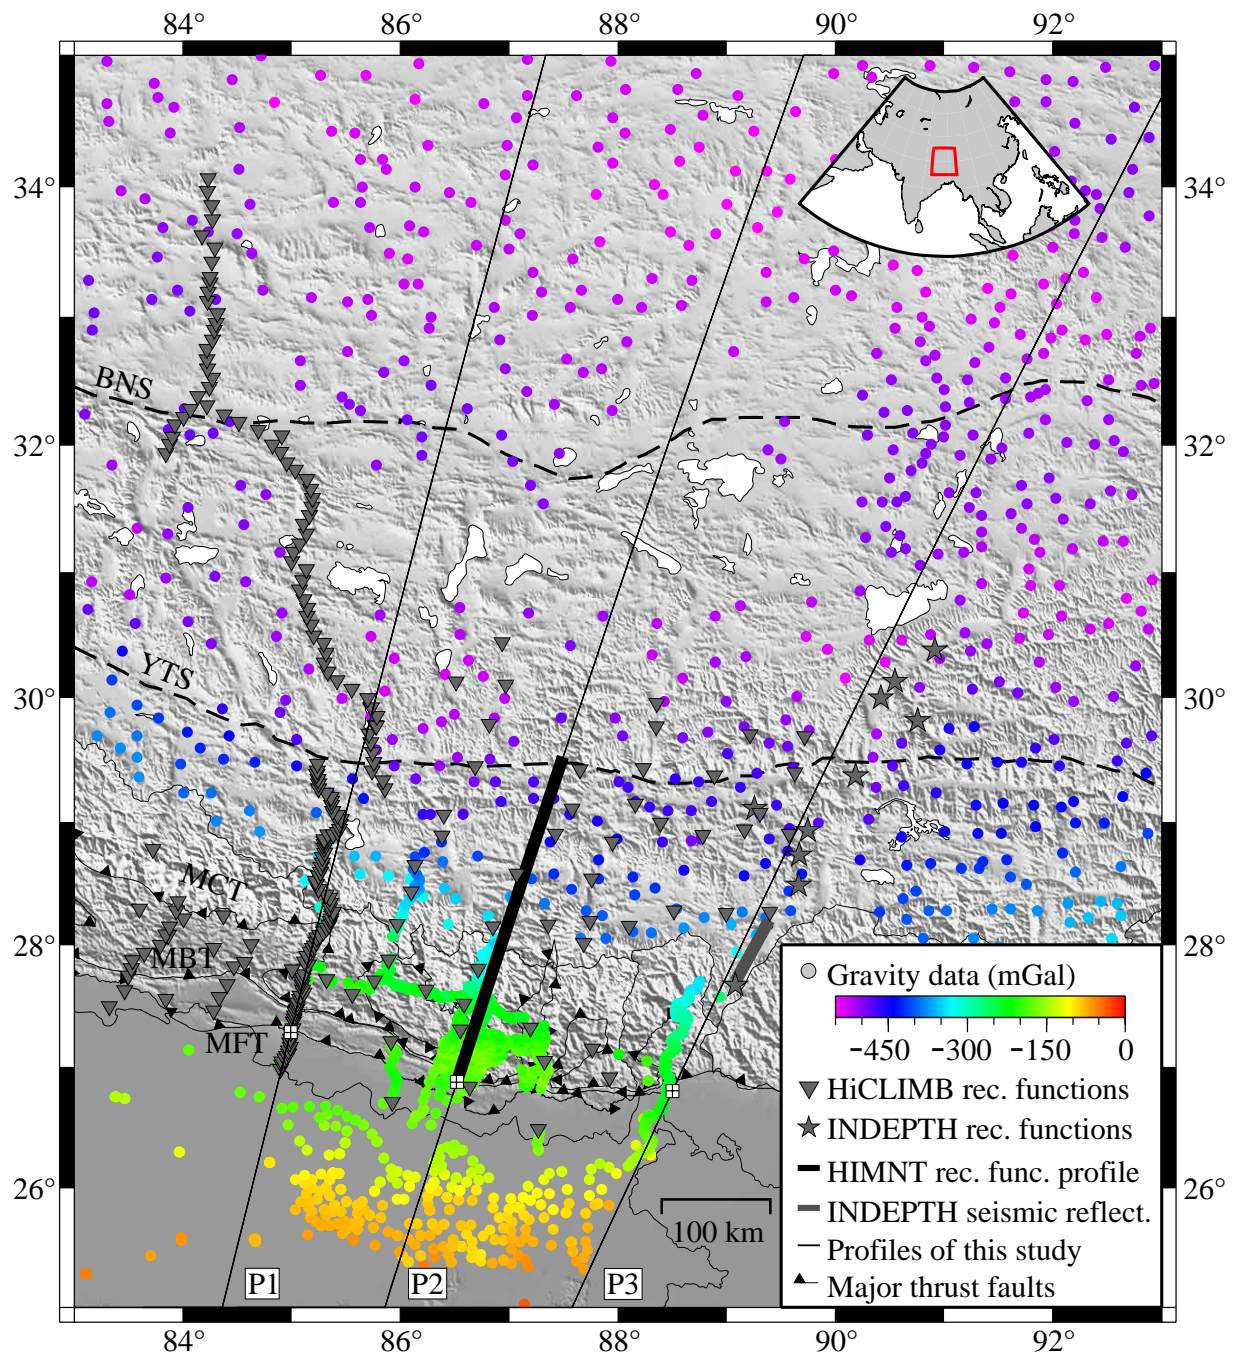 84° 86° 88° 90° 92°
34° 34°
BNS
32° 32°
YTS
30° 30°
MCT
28° 28°
MBT
MFT
26° 26°
Gravity data (mGal)
−450 −300 −150 0
HiCLIMB rec. functions
INDEPTH rec. functions
HIMNT rec. func. profile
INDEPTH seismic reflect.
Profiles of this study
Major thrust faults
100 km
P1 P2 P3
84° 86° 88° 90° 92°